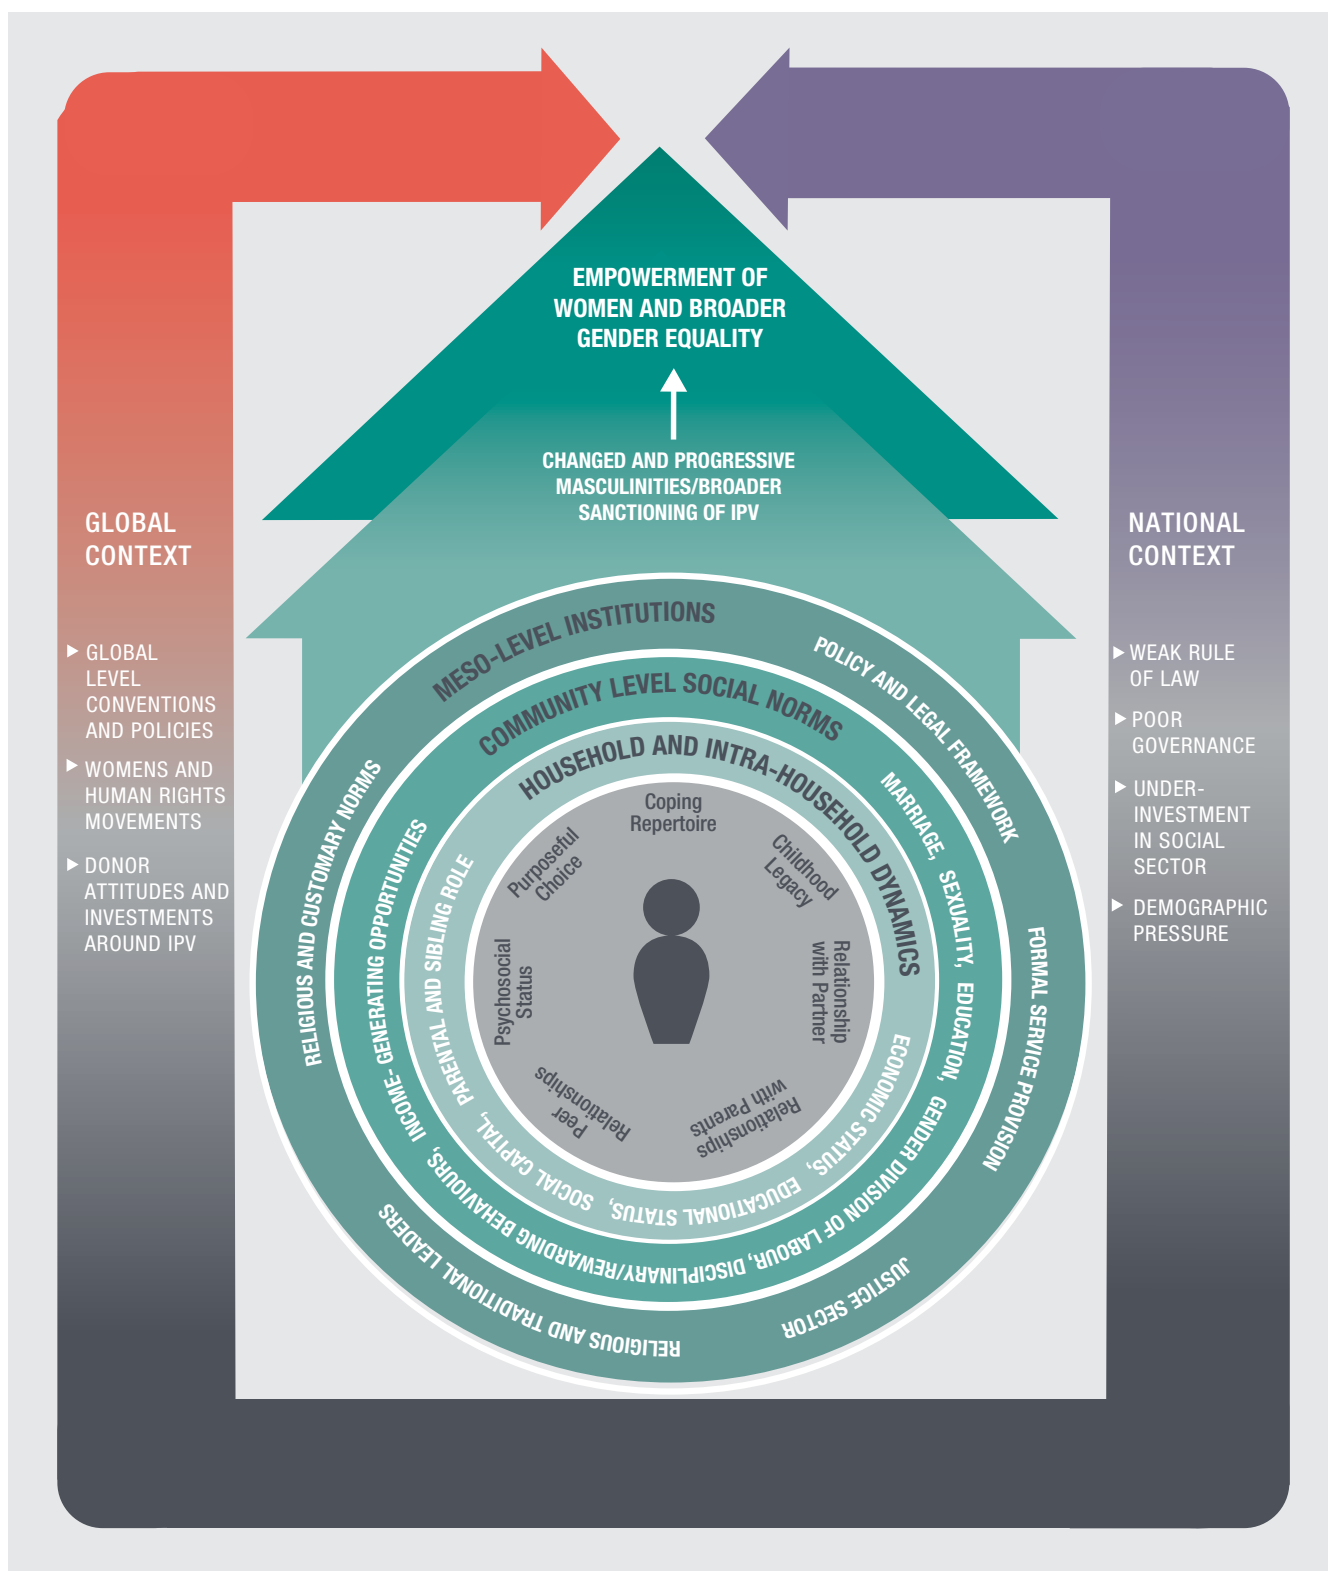 EMPOWERMENT OF
WOMEN AND BROADER
GENDER EQUALITY
CHANGED AND PROGRESSIVE
MASCULINITIES/BROADER
SANCTIONING OF IPV
GLOBAL
CONTEXT
GLOBAL
LEVEL
CONVENTIONS
AND POLICIES
WOMENS AND
HUMAN RIGHTS
MOVEMENTS
DONOR
ATTITUDES AND
INVESTMENTS
AROUND IPV
NATIONAL
CONTEXT
WEAK RULE
OF LAW
POOR
GOVERNANCE
UNDER-
INVESTMENT
IN SOCIAL
SECTOR
DEMOGRAPHIC
PRESSURE
MESO-LEVEL INSTITUTIONS
POLICY AND LEGAL FRAMEWORK
FORMAL SERVICE PROVISION
JUSTICE SECTOR
RELIGIOUS AND TRADITIONAL LEADERS
RELIGIOUS AND CUSTOMARY NORMS
COMMUNITY LEVEL SOCIAL NORMS
MARRIAGE, SEXUALITY, EDUCATION, GENDER DIVISION OF LABOUR, DISCIPLINARY/REWARDING BEHAVIOURS, INCOME- GENERATING OPPORTUNITIES
HOUSEHOLD AND INTRA-HOUSEHOLD DYNAMICS
ECONOMIC STATUS, EDUCATIONAL STATUS, SOCIAL CAPITAL, PARENTAL AND SIBLING ROLE
Coping
Repertoire
Childhood
Legacy
Relationship
with Partner
Relationships
with Parents
Peer
Relationships
Psychosocial
Status
Purposeful
Choice